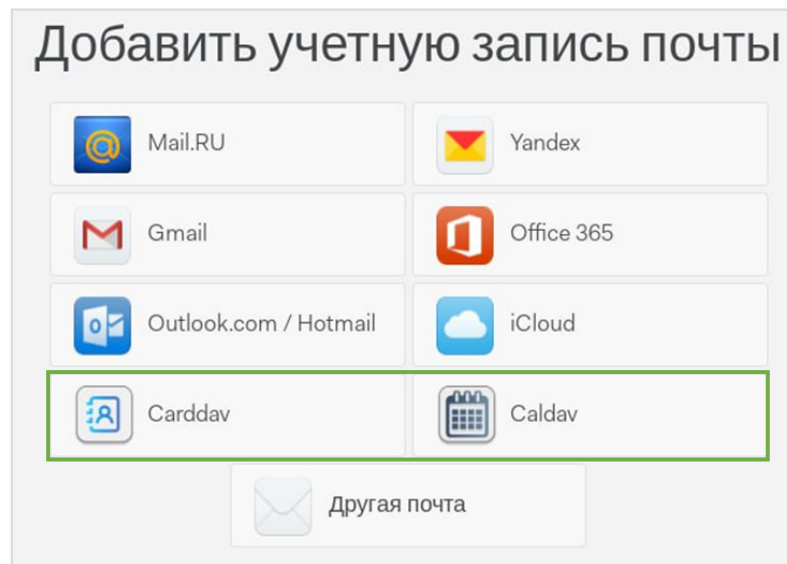 Добавить учетную запись почты
Mail.RU
Yandex
Gmail
Office 365
Outlook.com / Hotmail
iCloud
Carddav
Caldav
Другая почта